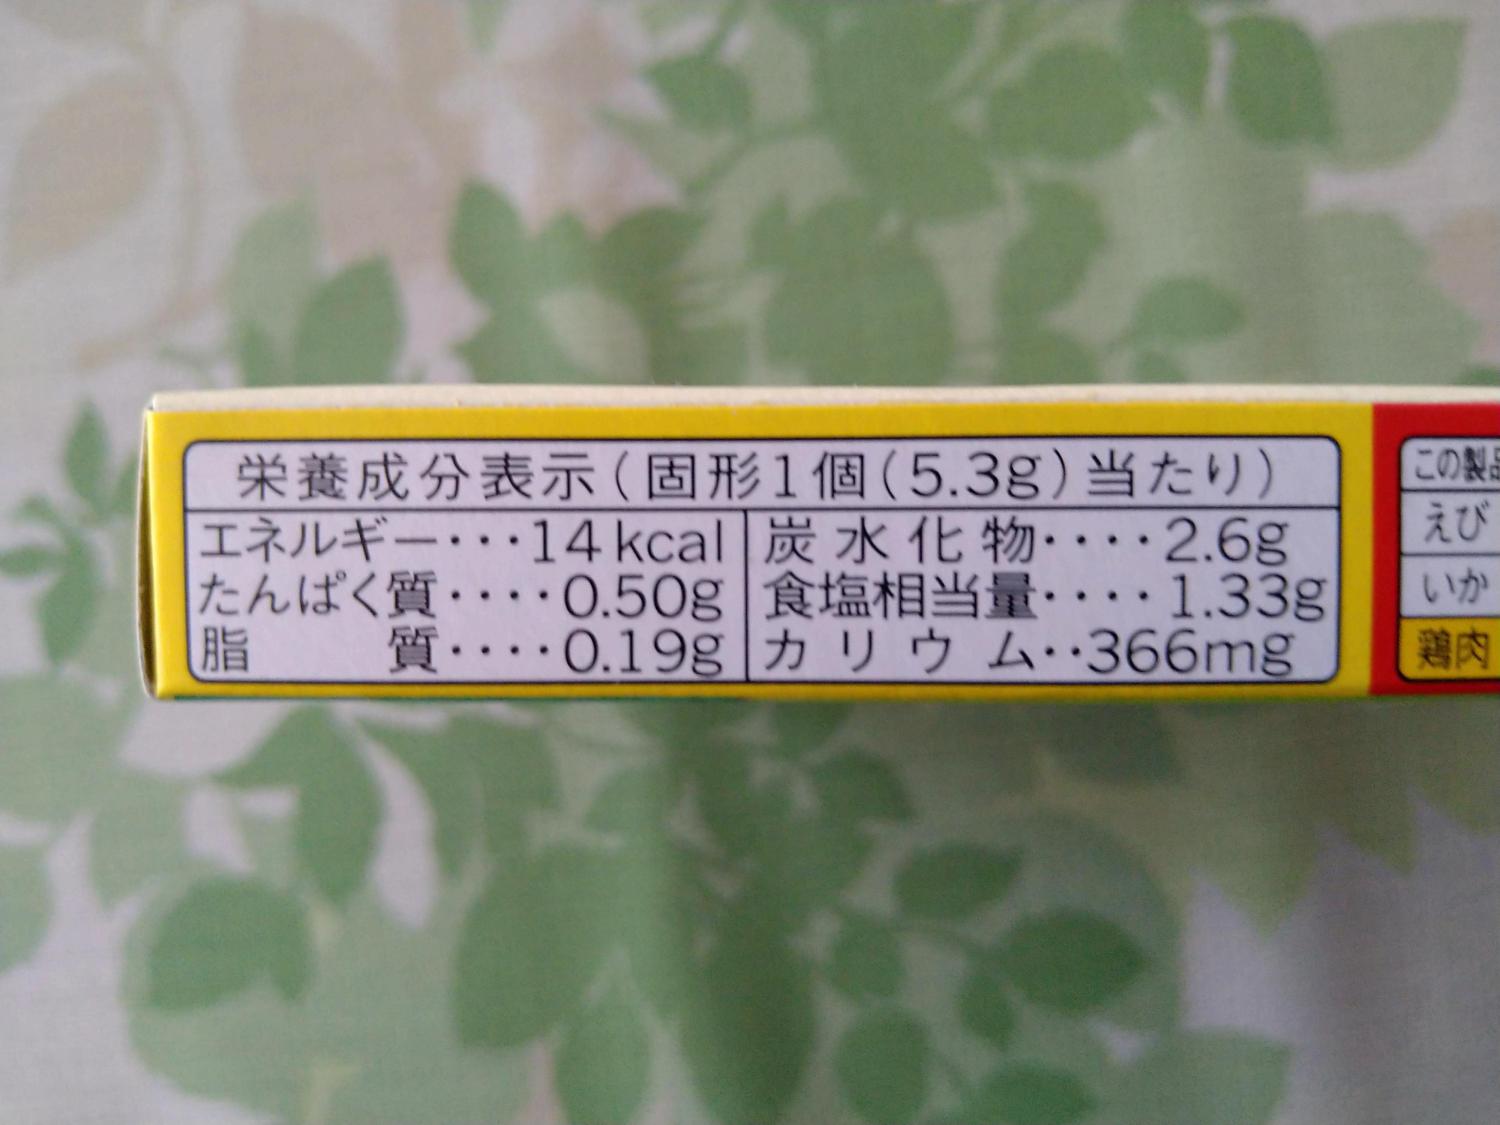 栄養成分表示(固形1個(5.3g)当たり)
エネルギー・・・14kcal
たんぱく質・・・・0.50g
脂質・・・・0.19g
炭水化物・・・・2.6g
食塩相当量・・・・1.33g
カリウム・・366mg
この製品
えび
いか
鶏肉